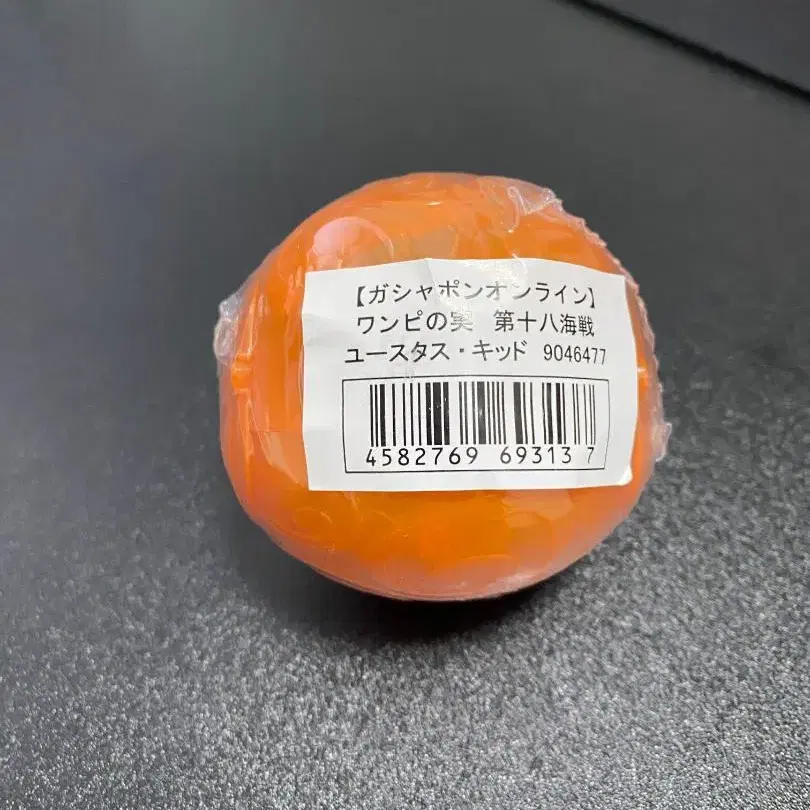 【ガシャポンオンライン】
ワンピの実 第十八海戦
ユースタス・キッド 9046477
4582769 69313 7